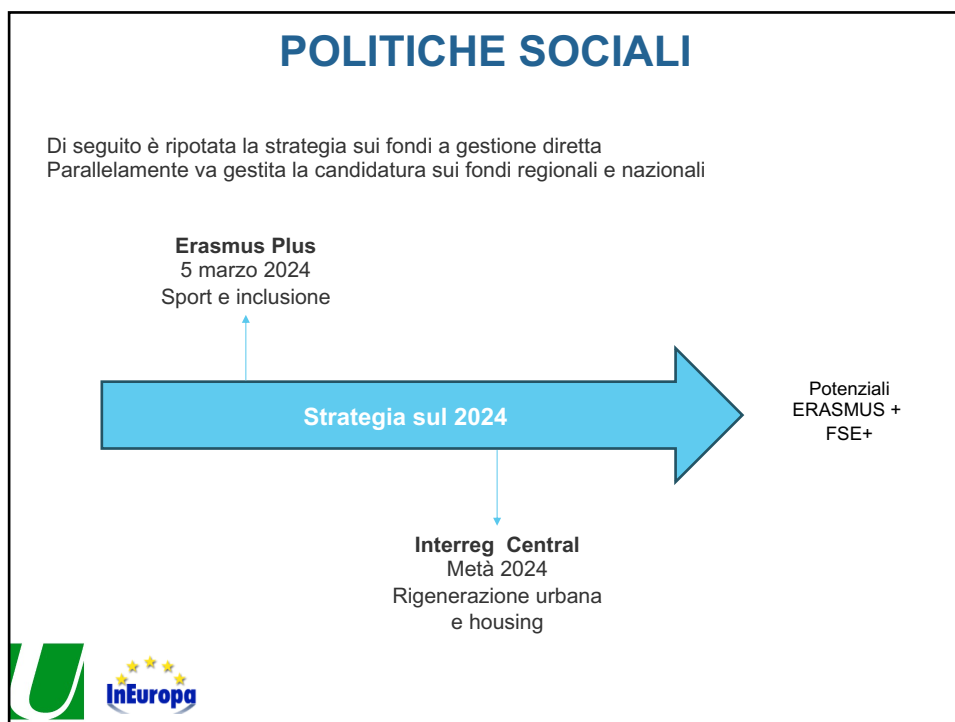 POLITICHE SOCIALI
Di seguito è ripotata la strategia sui fondi a gestione diretta
Parallelamente va gestita la candidatura sui fondi regionali e nazionali
Erasmus Plus
5 marzo 2024
Sport e inclusione
Strategia sul 2024
Potenziali
ERASMUS +
FSE+
Interreg Central
Metà 2024
Rigenerazione urbana
e housing
U
InEuropa